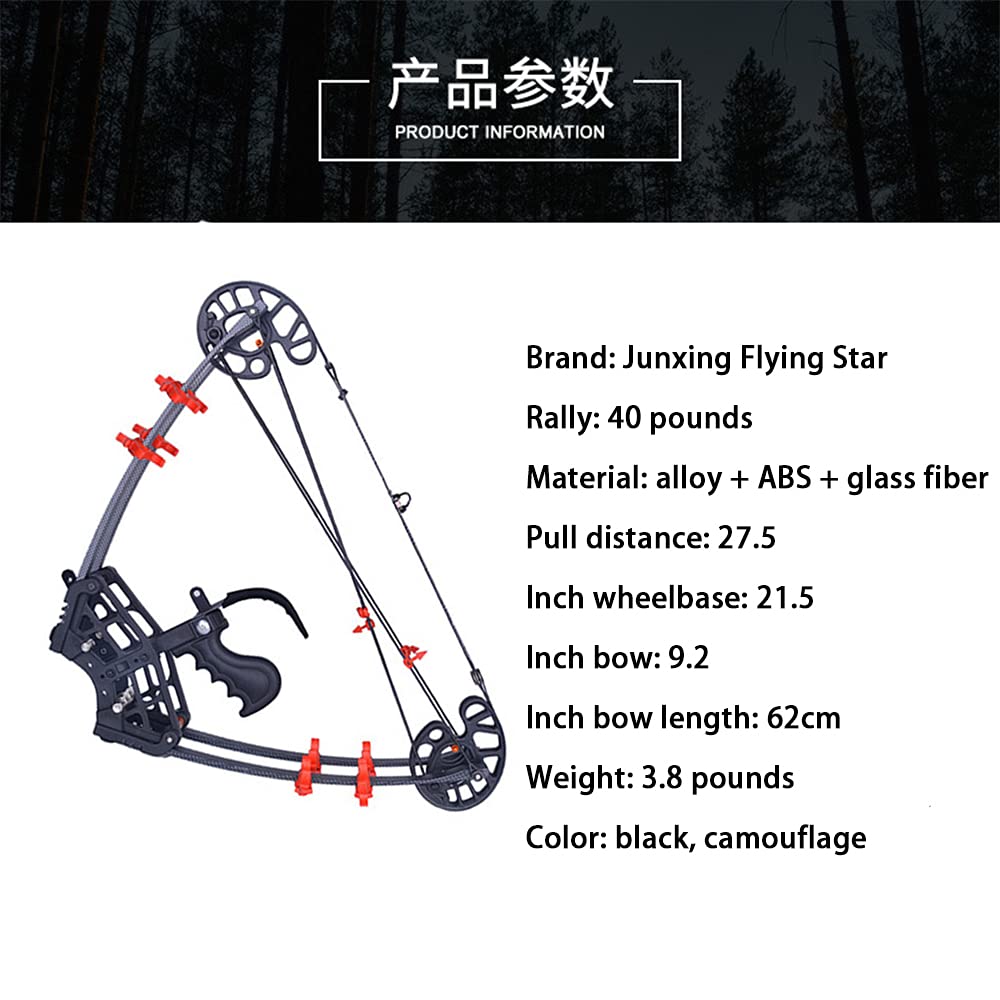 产品参数
PRODUCT INFORMATION
Brand: Junxing Flying Star
Rally: 40 pounds
Material: alloy + ABS + glass fiber
Pull distance: 27.5
Inch wheelbase: 21.5
Inch bow: 9.2
Inch bow length: 62cm
Weight: 3.8 pounds
Color: black, camouflage